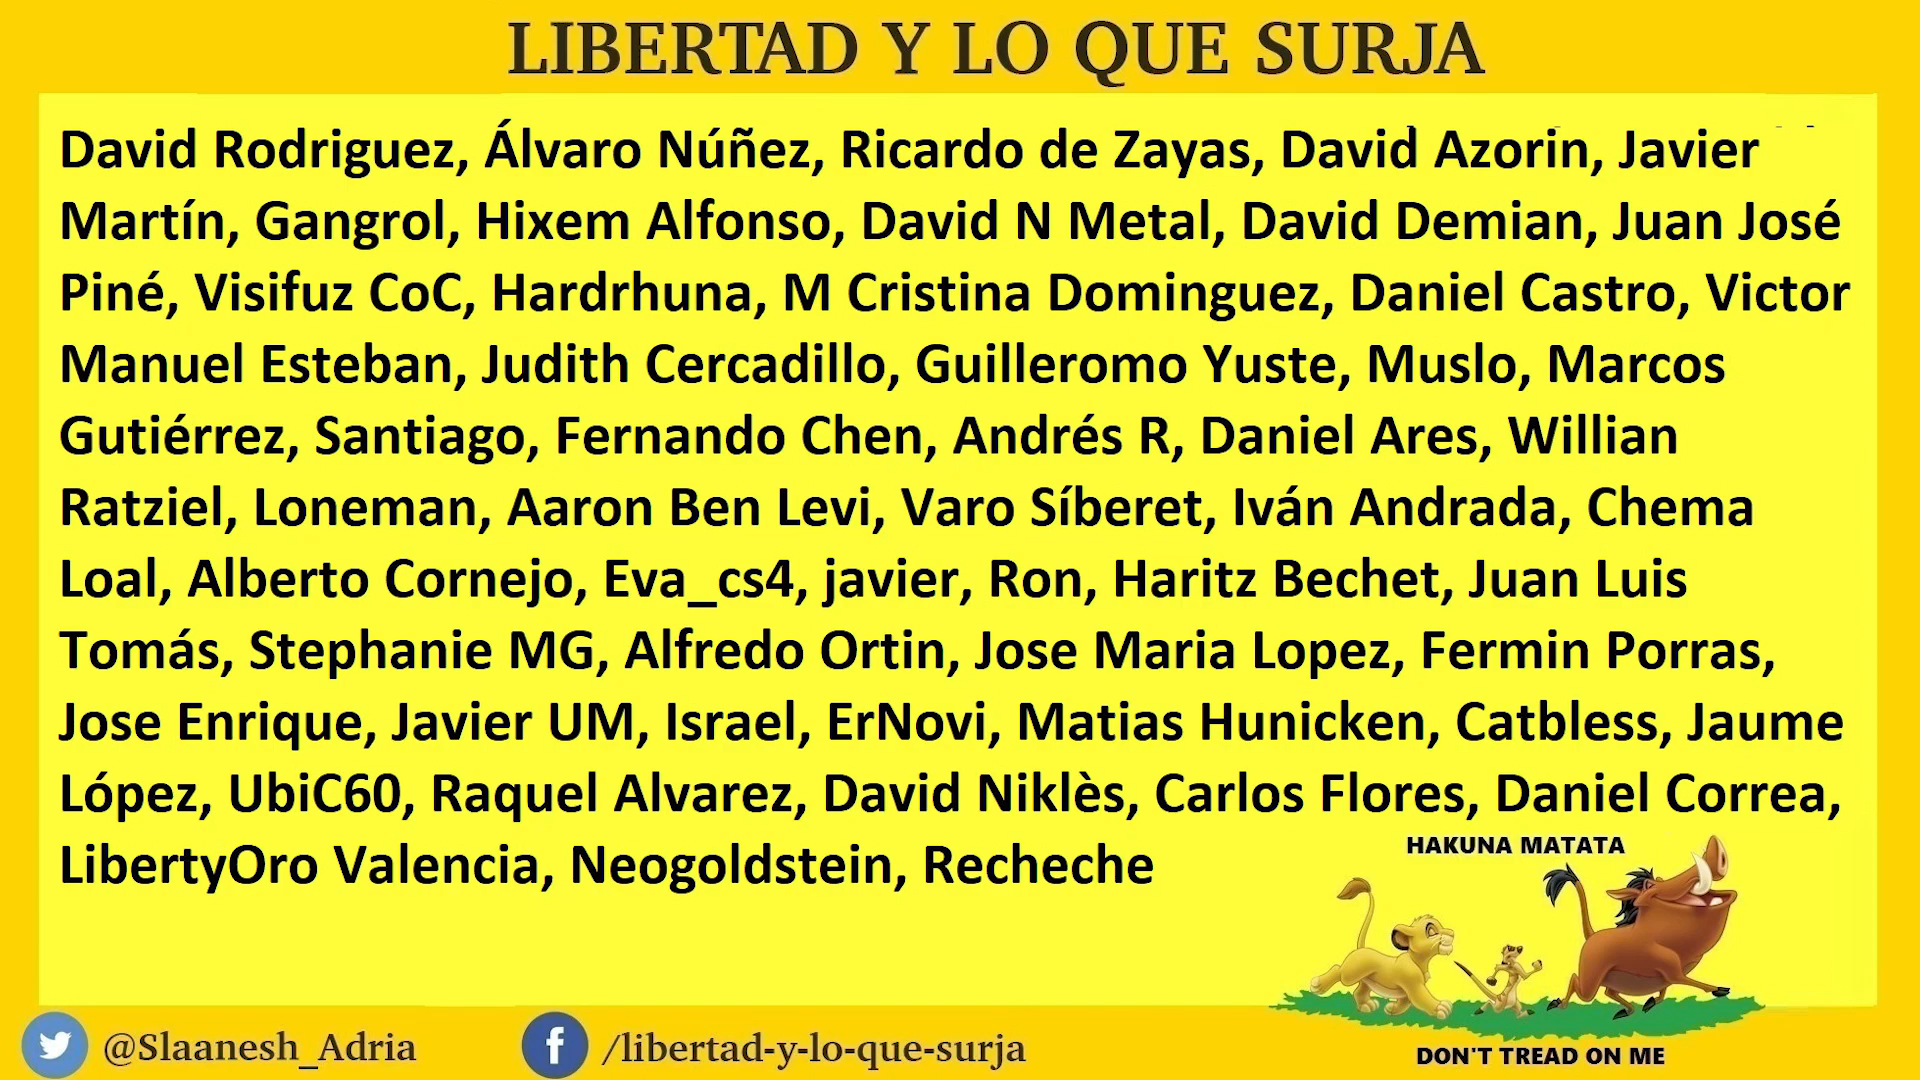 LIBERTAD Y LO QUE SURJA
David Rodriguez, Álvaro Núñez, Ricardo de Zayas, David Azorin, Javier
Martín, Gangrol, Hixem Alfonso, David N Metal, David Demian, Juan José
Piné, Visifuz CoC, Hardrhuna, M Cristina Dominguez, Daniel Castro, Victor
Manuel Esteban, Judith Cercadillo, Guilleromo Yuste, Muslo, Marcos
Gutiérrez, Santiago, Fernando Chen, Andrés R, Daniel Ares, Willian
Ratziel, Loneman, Aaron Ben Levi, Varo Síberet, Iván Andrada, Chema
Loal, Alberto Cornejo, Eva_cs4, javier, Ron, Haritz Bechet, Juan Luis
Tomás, Stephanie MG, Alfredo Ortin, Jose Maria Lopez, Fermin Porras,
Jose Enrique, Javier UM, Israel, ErNovi, Matias Hunicken, Catbless, Jaume
López, UbiC60, Raquel Alvarez, David Niklès, Carlos Flores, Daniel Correa,
LibertyOro Valencia, Neogoldstein, Recheche
HAKUNA MATATA
@Slaanesh_Adria
/libertad-y-lo-que-surja
DON'T TREAD ON ME